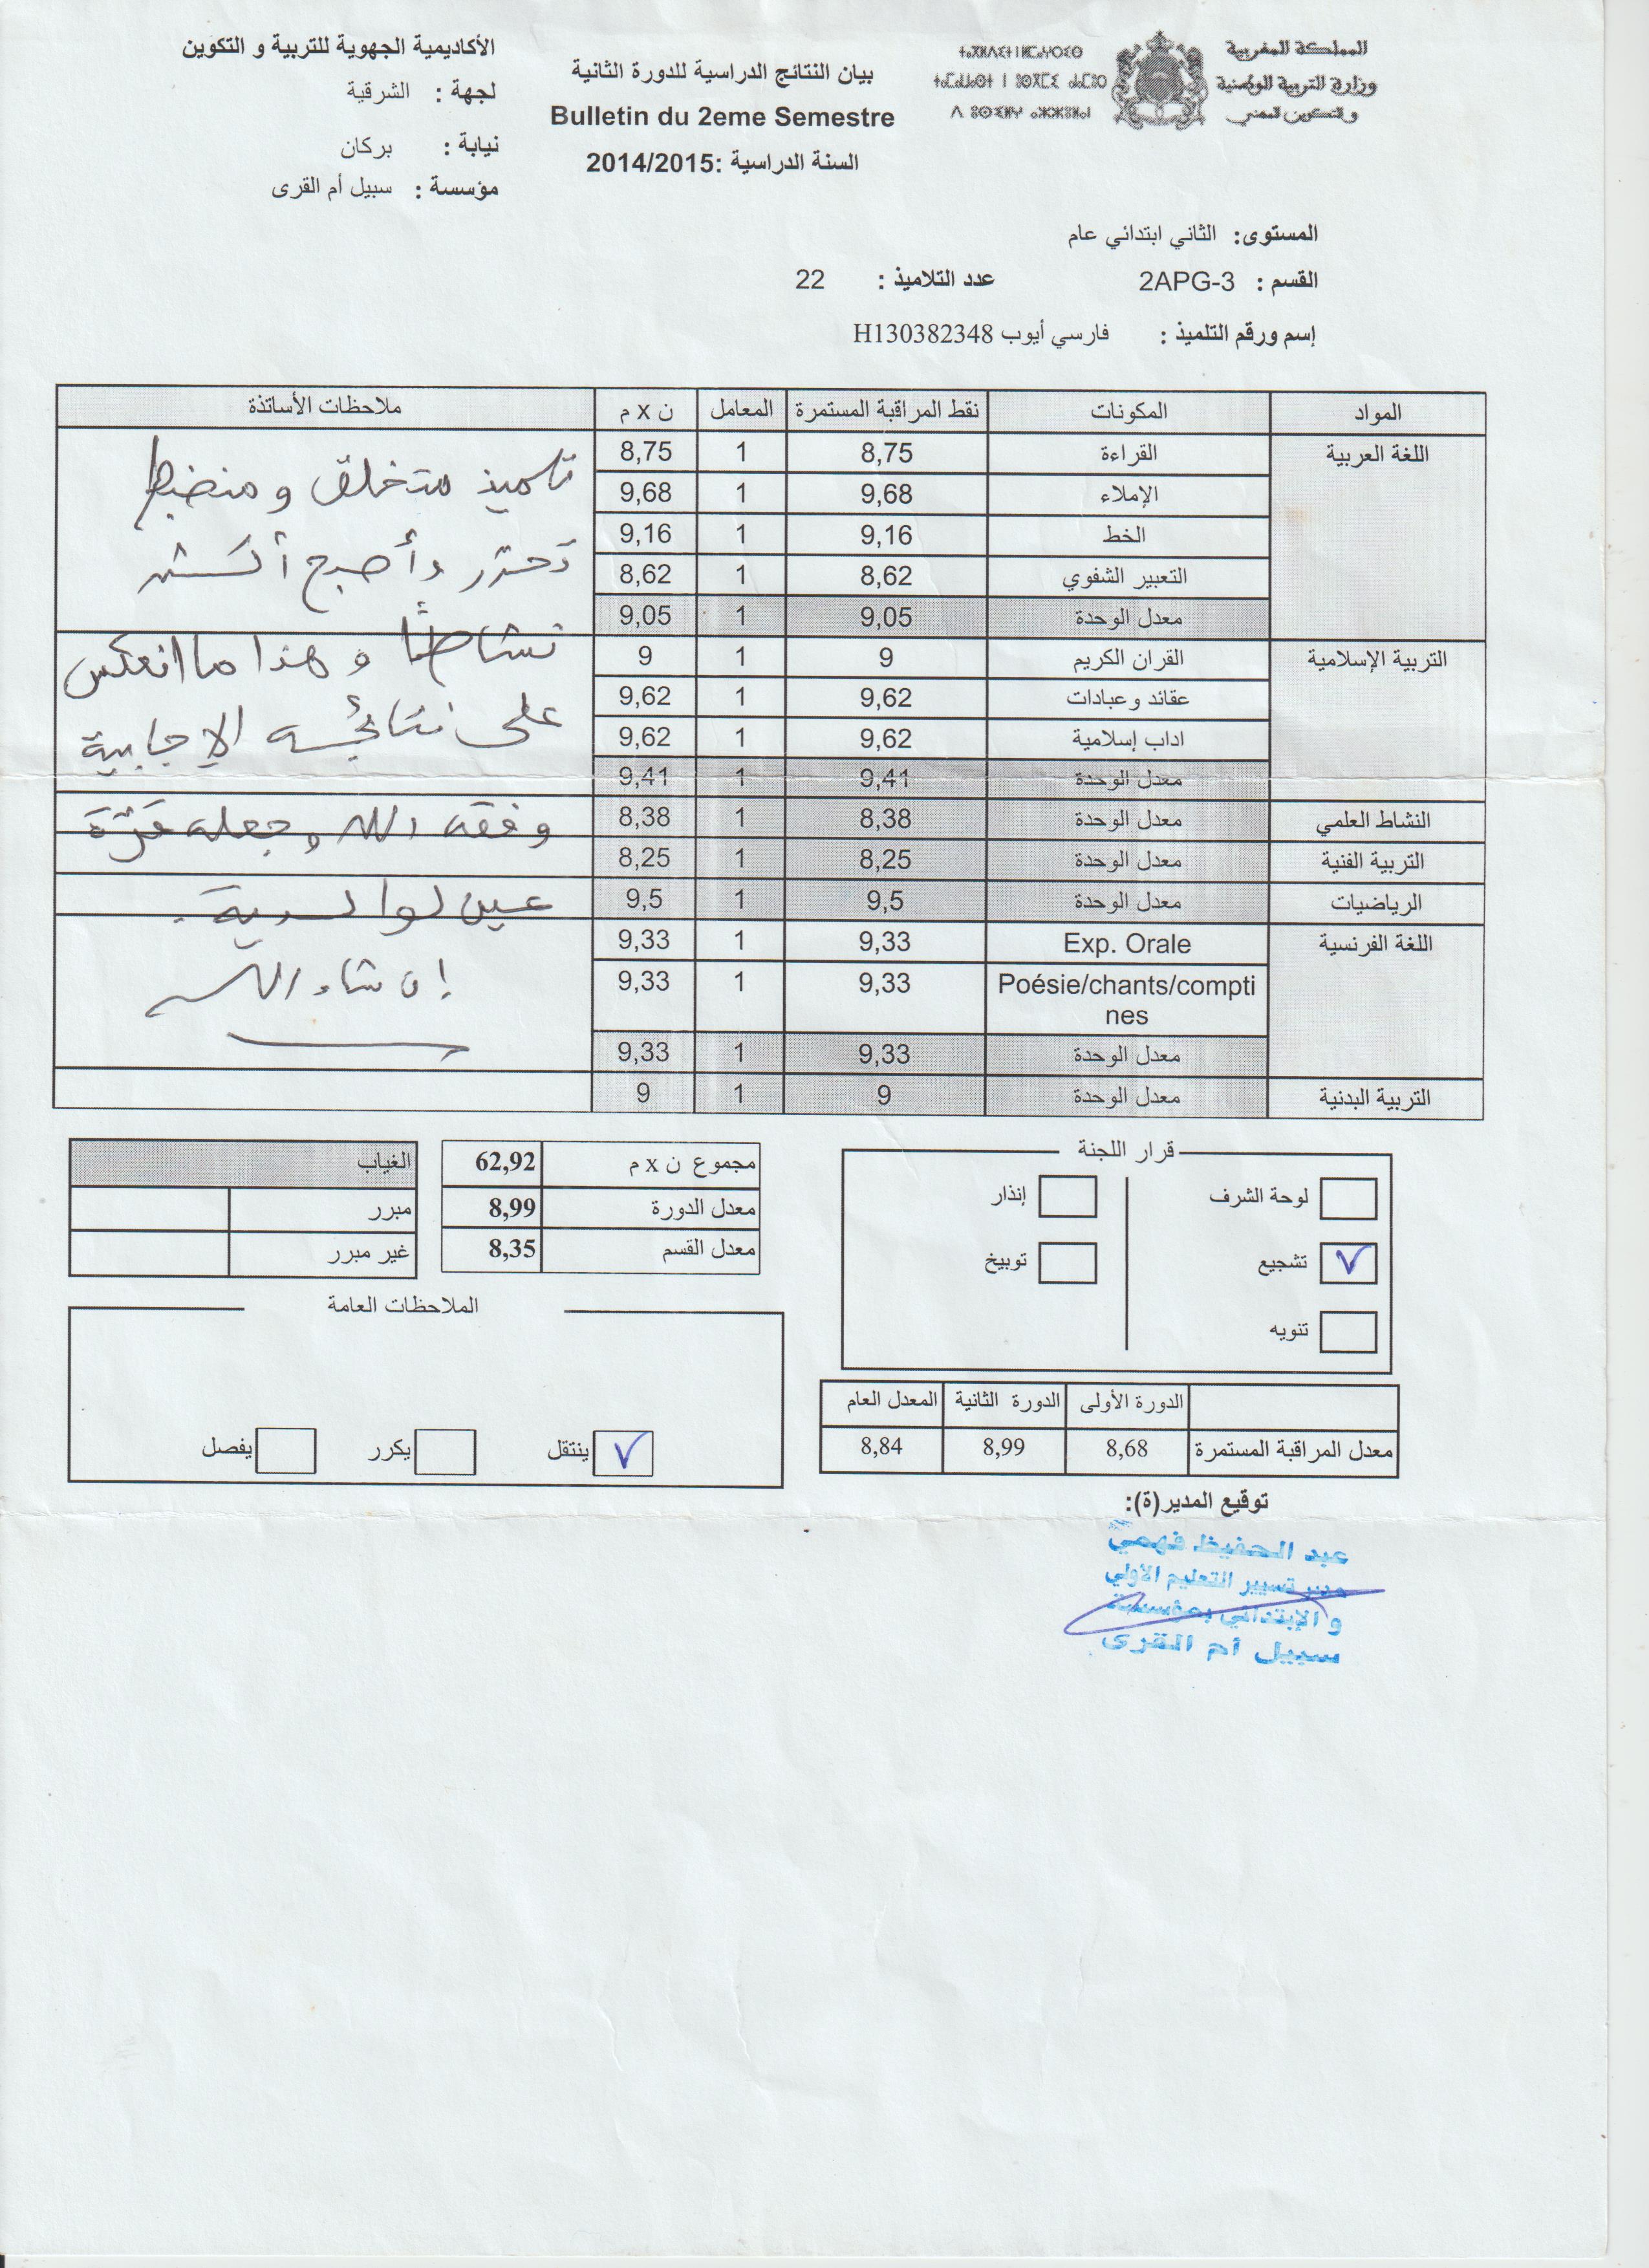 المملكة المغربية
وزارة التربية الوطنية
والتكوين المهني
ⵜⴰⴳⵍⴷⵉⵜ ⵏ ⵍⵎⴰⵖⵔⵉⴱ
بيان النتائج الدراسية للدورة الثانية
Bulletin du 2eme Semestre
السنة الدراسية :2014/2015
الأكاديمية الجهوية للتربية و التكوين
لجهة : الشرقية
نيابة : بركان
مؤسسة : سبيل أم القرى
المستوى: الثاني ابتدائي عام
القسم : 2APG-3 عدد التلاميذ : 22
إسم ورقم التلميذ : فارسي أيوب H130382348
المواد المكونات نقط المراقبة المستمرة المعامل ن x م ملاحظات الأساتذة
اللغة العربية القراءة 8,75 1 8,75
الإملاء 9,68 1 9,68
الخط 9,16 1 9,16
التعبير الشفوي 8,62 1 8,62
معدل الوحدة 9,05 1 9,05
التربية الإسلامية القران الكريم 9 1 9
عقائد وعبادات 9,62 1 9,62
اداب إسلامية 9,62 1 9,62
معدل الوحدة 9,41 1 9,41
النشاط العلمي معدل الوحدة 8,38 1 8,38
التربية الفنية معدل الوحدة 8,25 1 8,25
الرياضيات معدل الوحدة 9,5 1 9,5
اللغة الفرنسية Exp. Orale 9,33 1 9,33
Poésie/chants/compti 9,33 1 9,33
nes
معدل الوحدة 9,33 1 9,33
التربية البدنية معدل الوحدة 9 1 9
تلميذ متخلق ومنضبط
تحرر وأصبح أكثر
نشاطًا وهذا ما انعكس
على نتائجه الإجابية
وفقه الله وجعله قرّة
عين لوالديه.
إن شاء الله
قرار اللجنة
لوحة الشرف إنذار
تشجيع توبيخ
تنويه
مجموع ن x م 62,92
معدل الدورة 8,99
معدل القسم 8,35
الغياب
مبرر
غير مبرر
الملاحظات العامة
ينتقل يكرر يفصل
الدورة الأولى الدورة الثانية المعدل العام
معدل المراقبة المستمرة 8,68 8,99 8,84
توقيع المدير(ة):
عبد الحفيظ فهمي
مدير تسيير التعليم الأولي
و الإبتدائي بمؤسسة
سبيل أم القرى